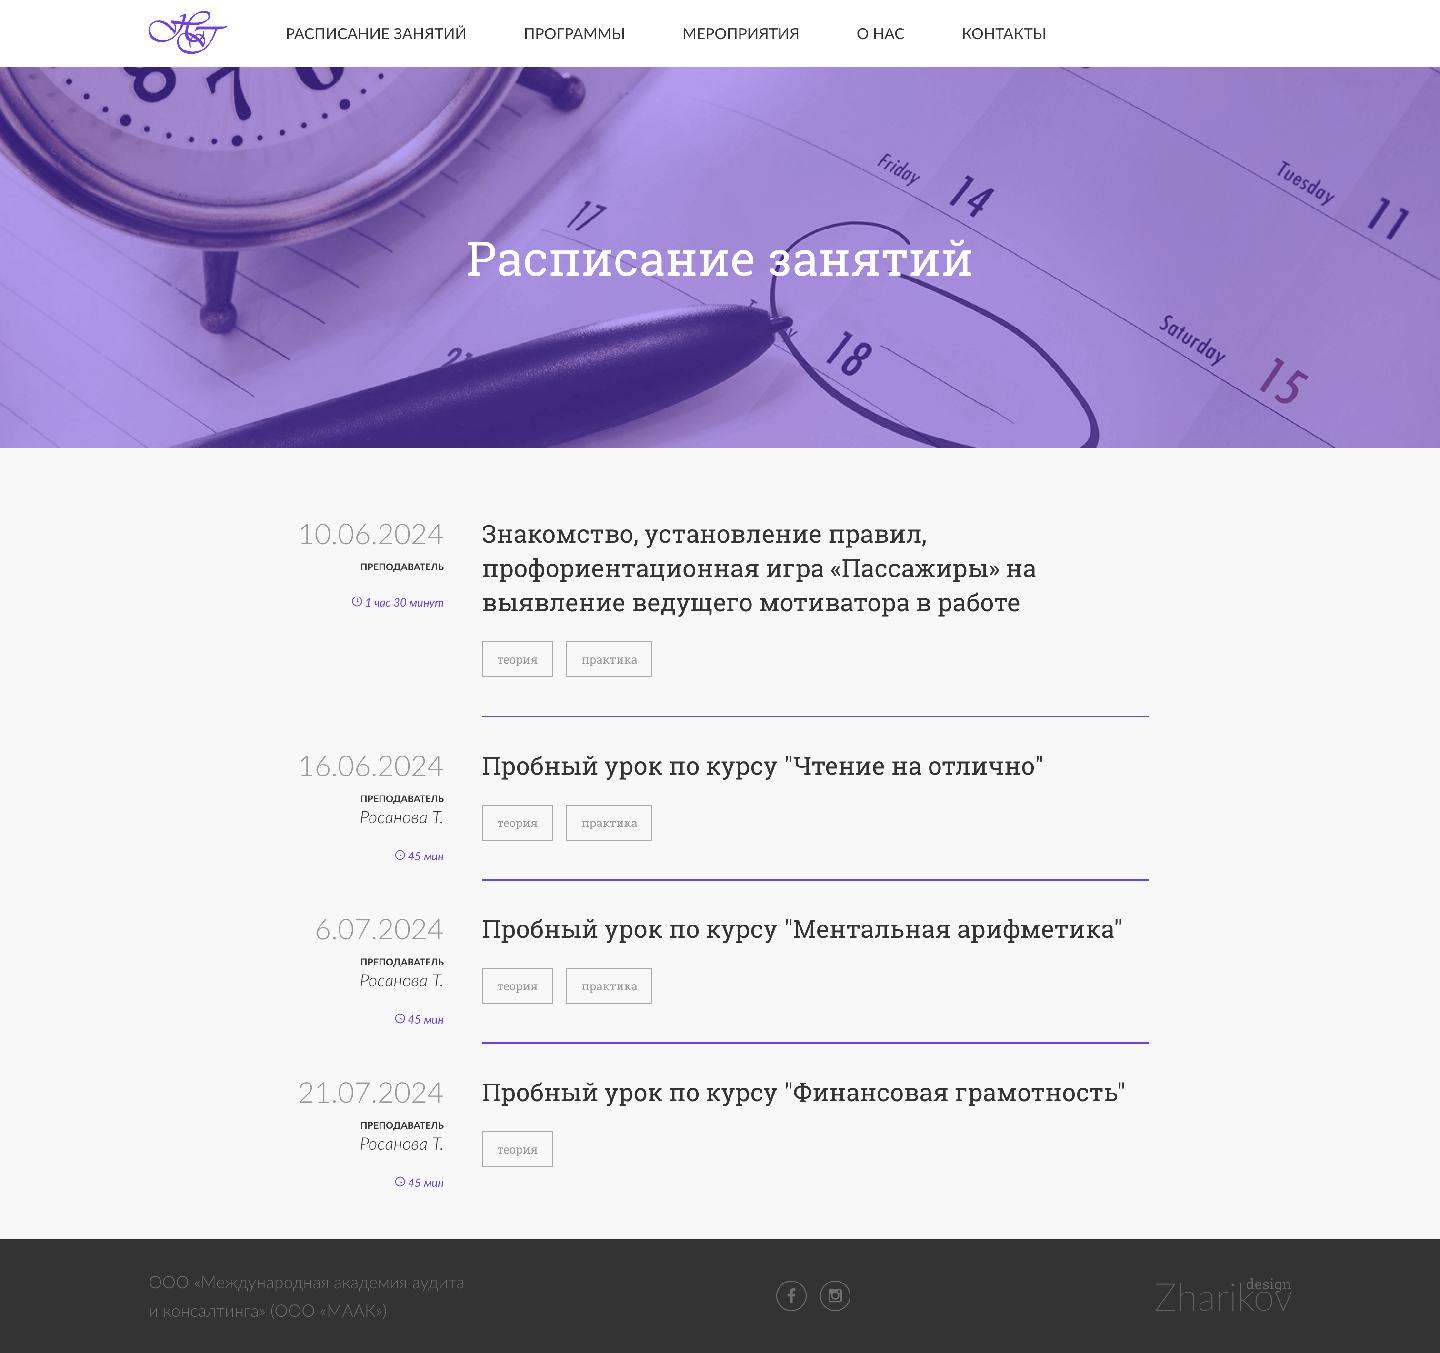 РАСПИСАНИЕ ЗАНЯТИЙ
ПРОГРАММЫ
МЕРОПРИЯТИЯ
О НАС
КОНТАКТЫ
7
6
5
Friday
14
Tuesday
11
17
Расписание занятий
18
Saturday
15
21
10.06.2024
ПРЕПОДАВАТЕЛЬ
1 час 30 минут
Знакомство, установление правил,
профориентационная игра «Пассажиры» на
выявление ведущего мотиватора в работе
теория
практика
16.06.2024
ПРЕПОДАВАТЕЛЬ
Росанова Т.
45 мин
Пробный урок по курсу "Чтение на отлично"
теория
практика
6.07.2024
ПРЕПОДАВАТЕЛЬ
Росанова Т.
45 мин
Пробный урок по курсу "Ментальная арифметика"
теория
практика
21.07.2024
ПРЕПОДАВАТЕЛЬ
Росанова Т.
45 мин
Пробный урок по курсу "Финансовая грамотность"
теория
ООО «Международная академия аудита
и консалтинга» (ООО «МААК»)
design
Zharikov